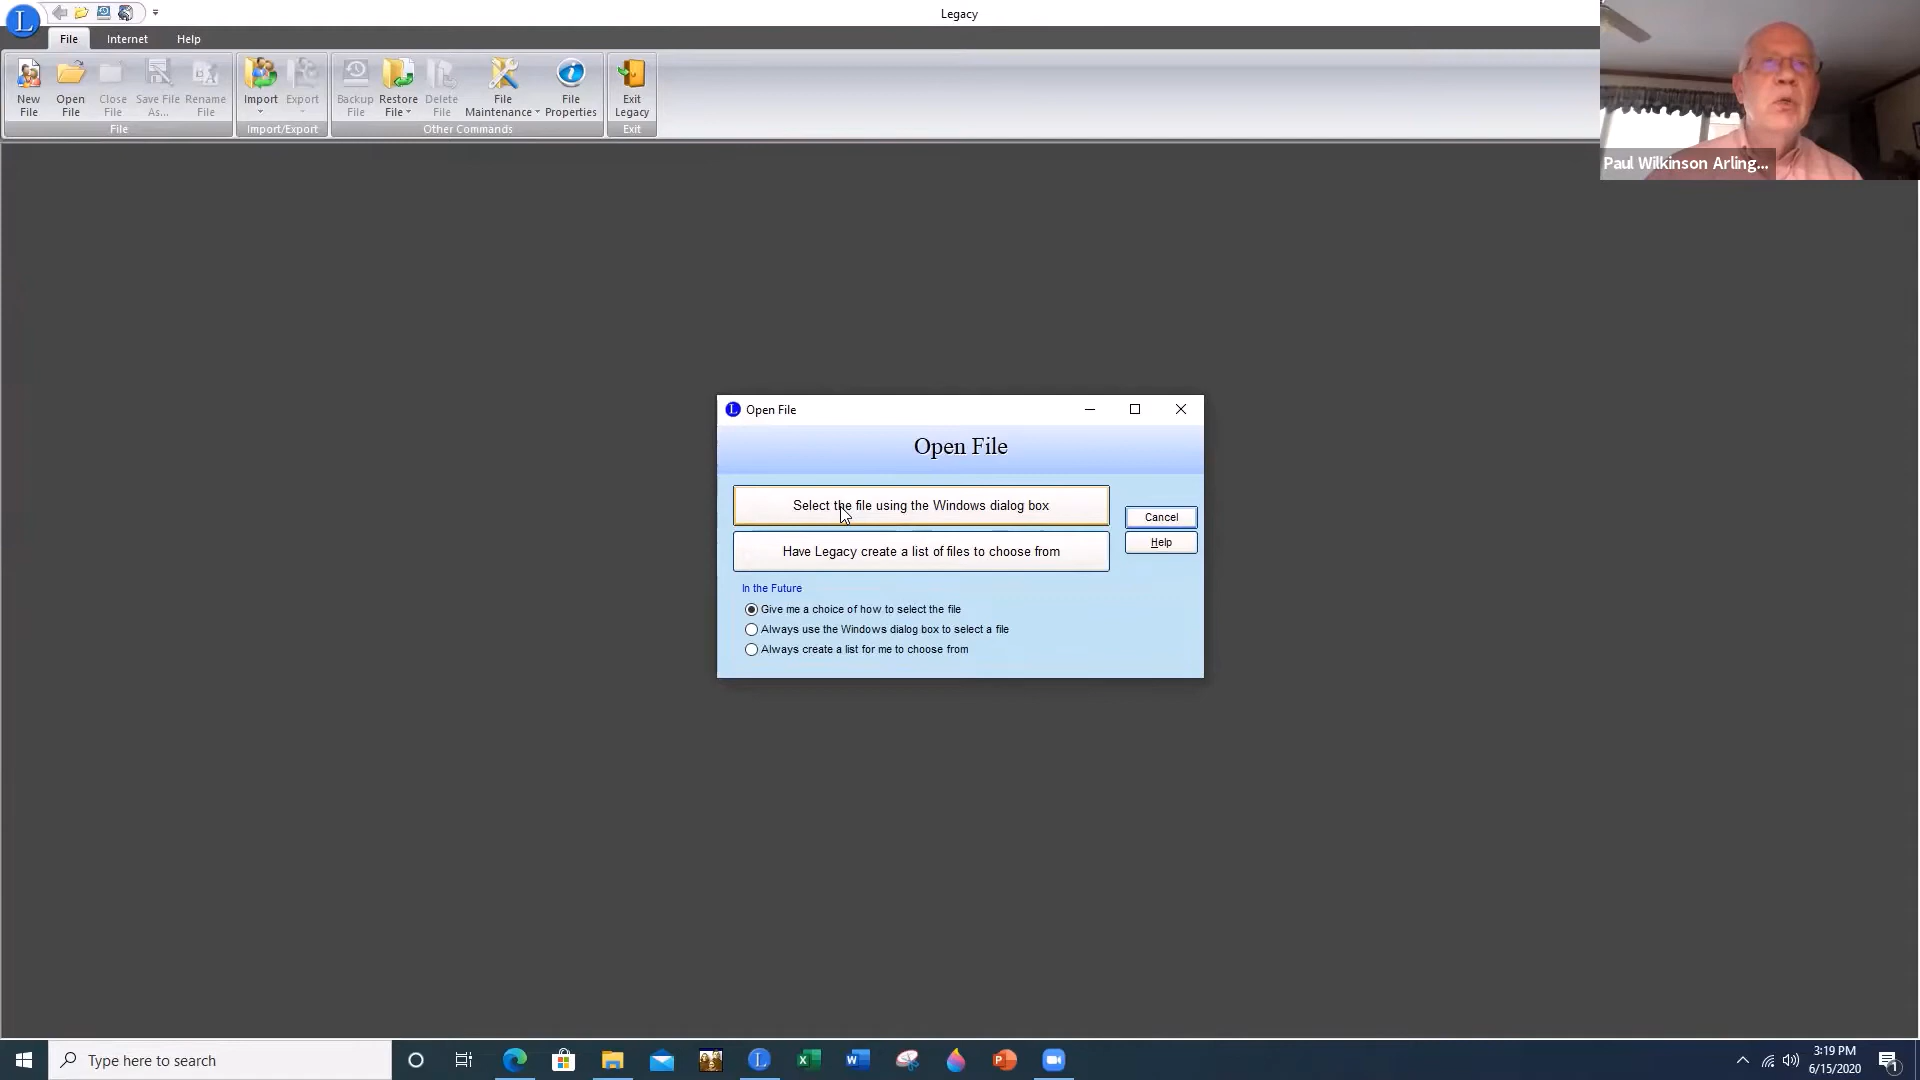 L
Legacy
File Internet Help
New File
Open File
Close File
Save File As...
Rename File
Import
Export
Backup File
Restore File
Delete File
File Maintenance
File Properties
Exit Legacy
File
Import/Export
Other Commands
Exit
Paul Wilkinson Arling...
L Open File
Open File
Select the file using the Windows dialog box
Have Legacy create a list of files to choose from
Cancel
Help
In the Future
Give me a choice of how to select the file
Always use the Windows dialog box to select a file
Always create a list for me to choose from
Type here to search
3:19 PM
6/15/2020
1